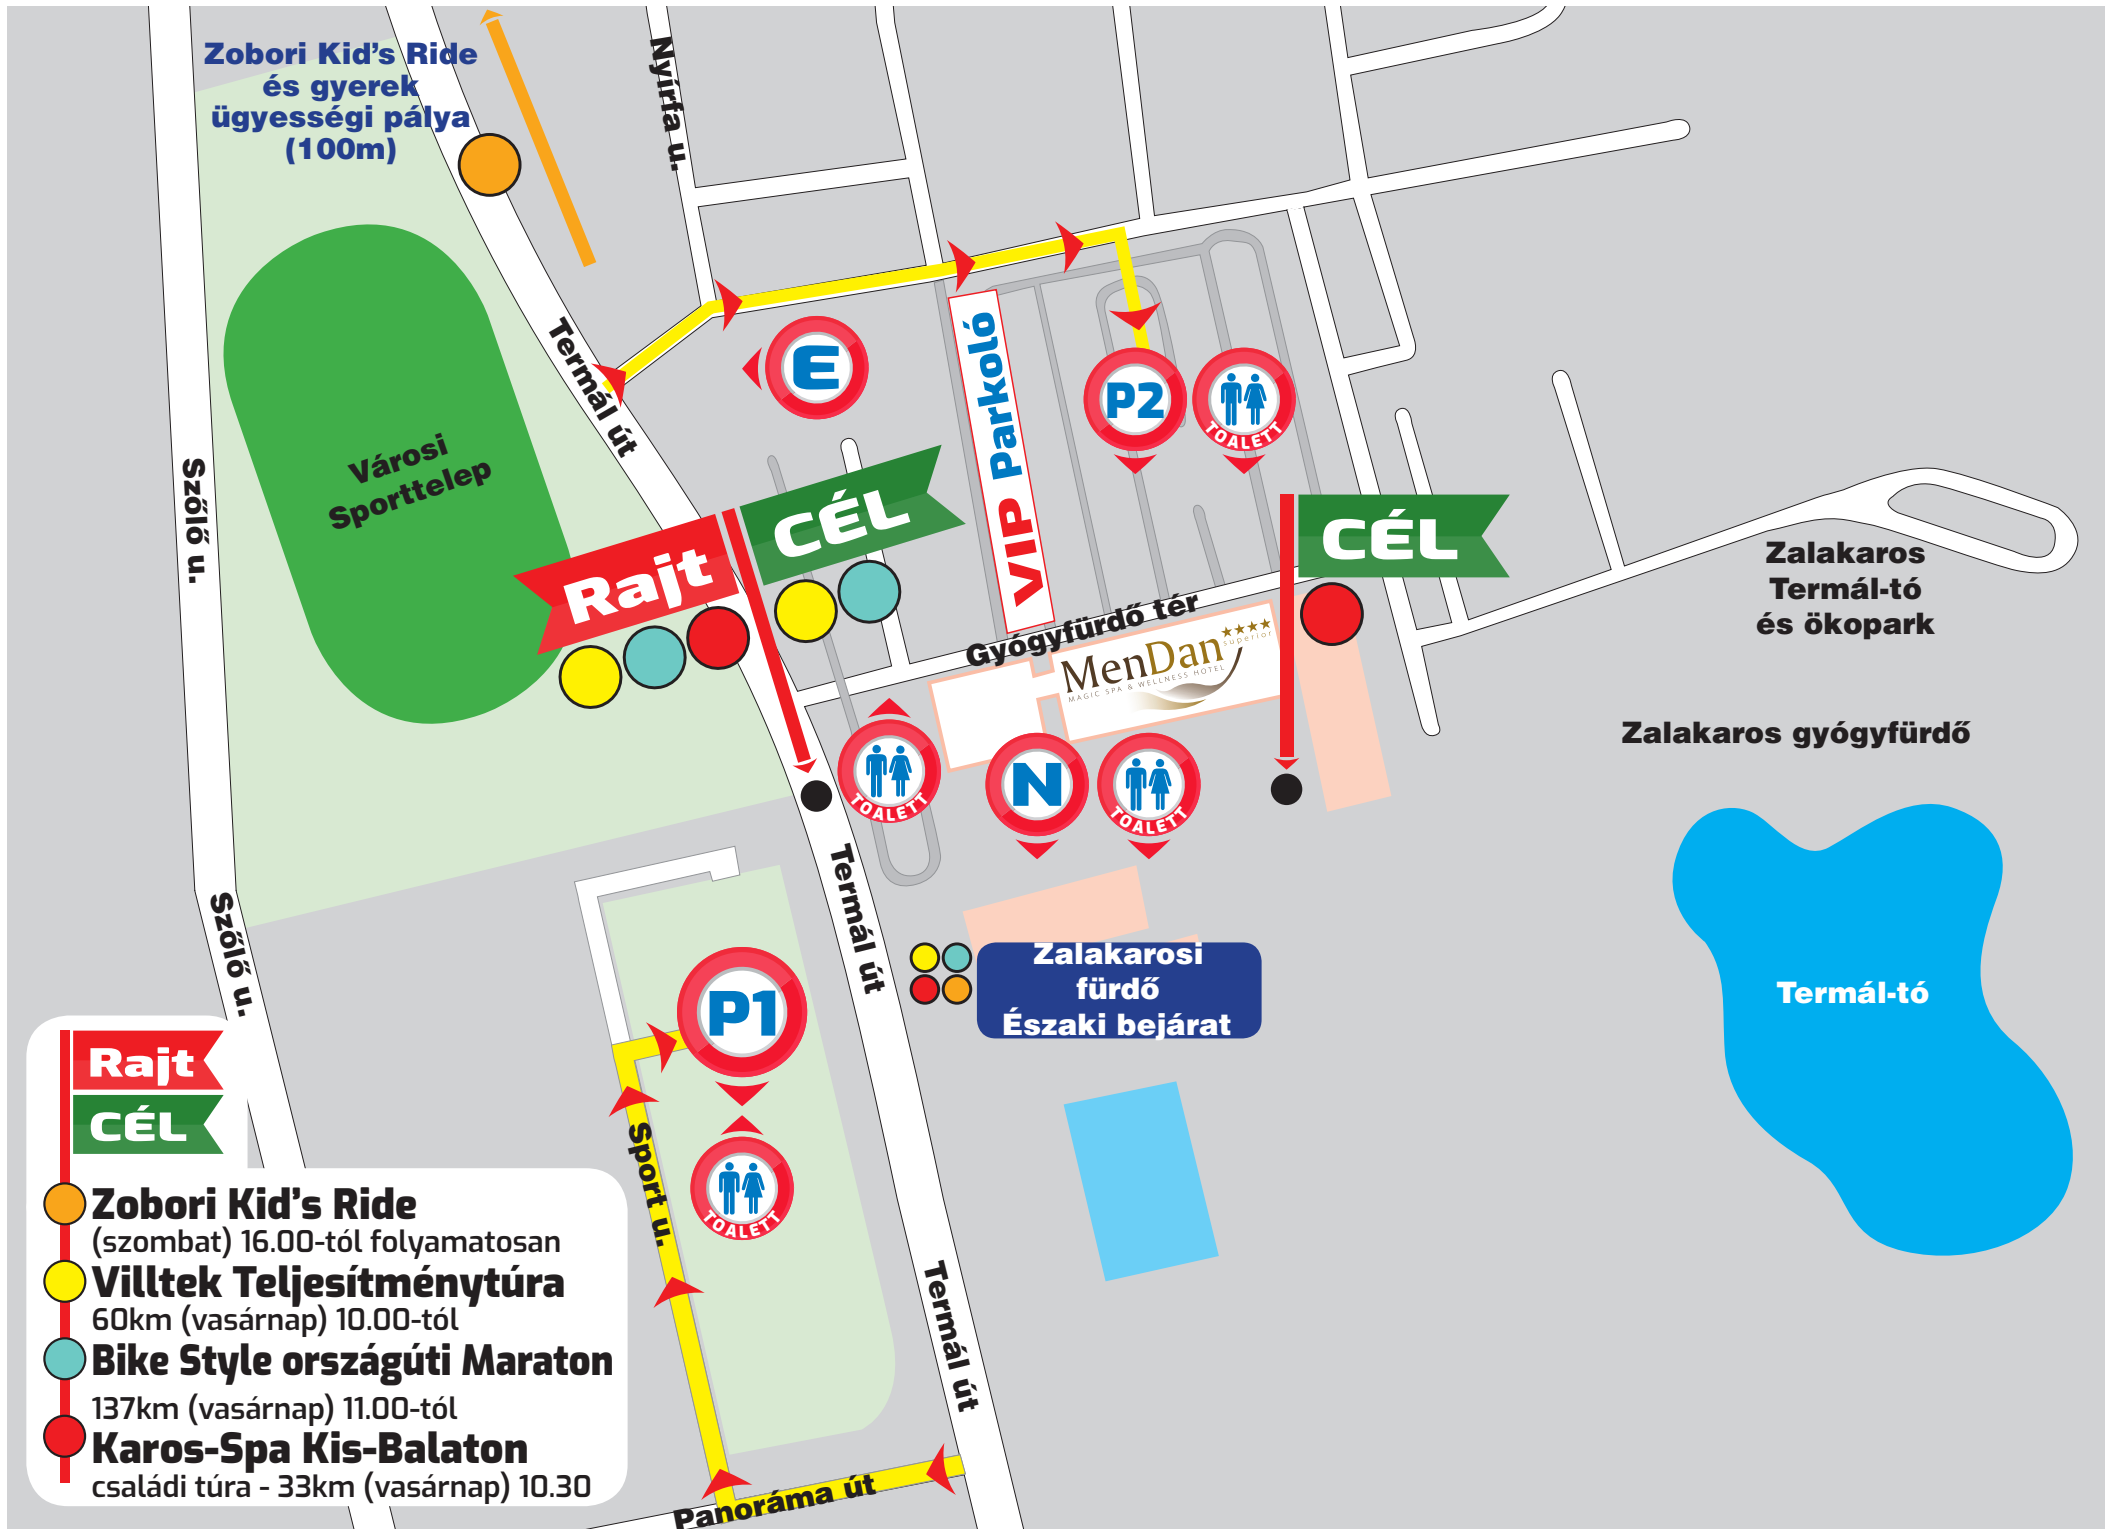 Zobori Kid's Ride
és gyerek
ügyességi pálya
(100m)
Nyírfa u.
Termál út
Szőlő u.
Városi
Sporttelep
E
VIP Parkoló
P2
TOALETT
Rajt
CÉL
CÉL
Gyógyfürdő tér
MenDan
superior
MAGIC SPA & WELLNESS HOTEL
Zalakaros
Termál-tó
és ökopark
Zalakaros gyógyfürdő
TOALETT
N
TOALETT
Termál út
Szőlő u.
P1
Zalakarosi
fürdő
Északi bejárat
Termál-tó
Sport u.
TOALETT
Termál út
Panoráma út
Rajt
CÉL
Zobori Kid's Ride
(szombat) 16.00-tól folyamatosan
Villtek Teljesítménytúra
60km (vasárnap) 10.00-tól
Bike Style országúti Maraton
137km (vasárnap) 11.00-tól
Karos-Spa Kis-Balaton
családi túra - 33km (vasárnap) 10.30